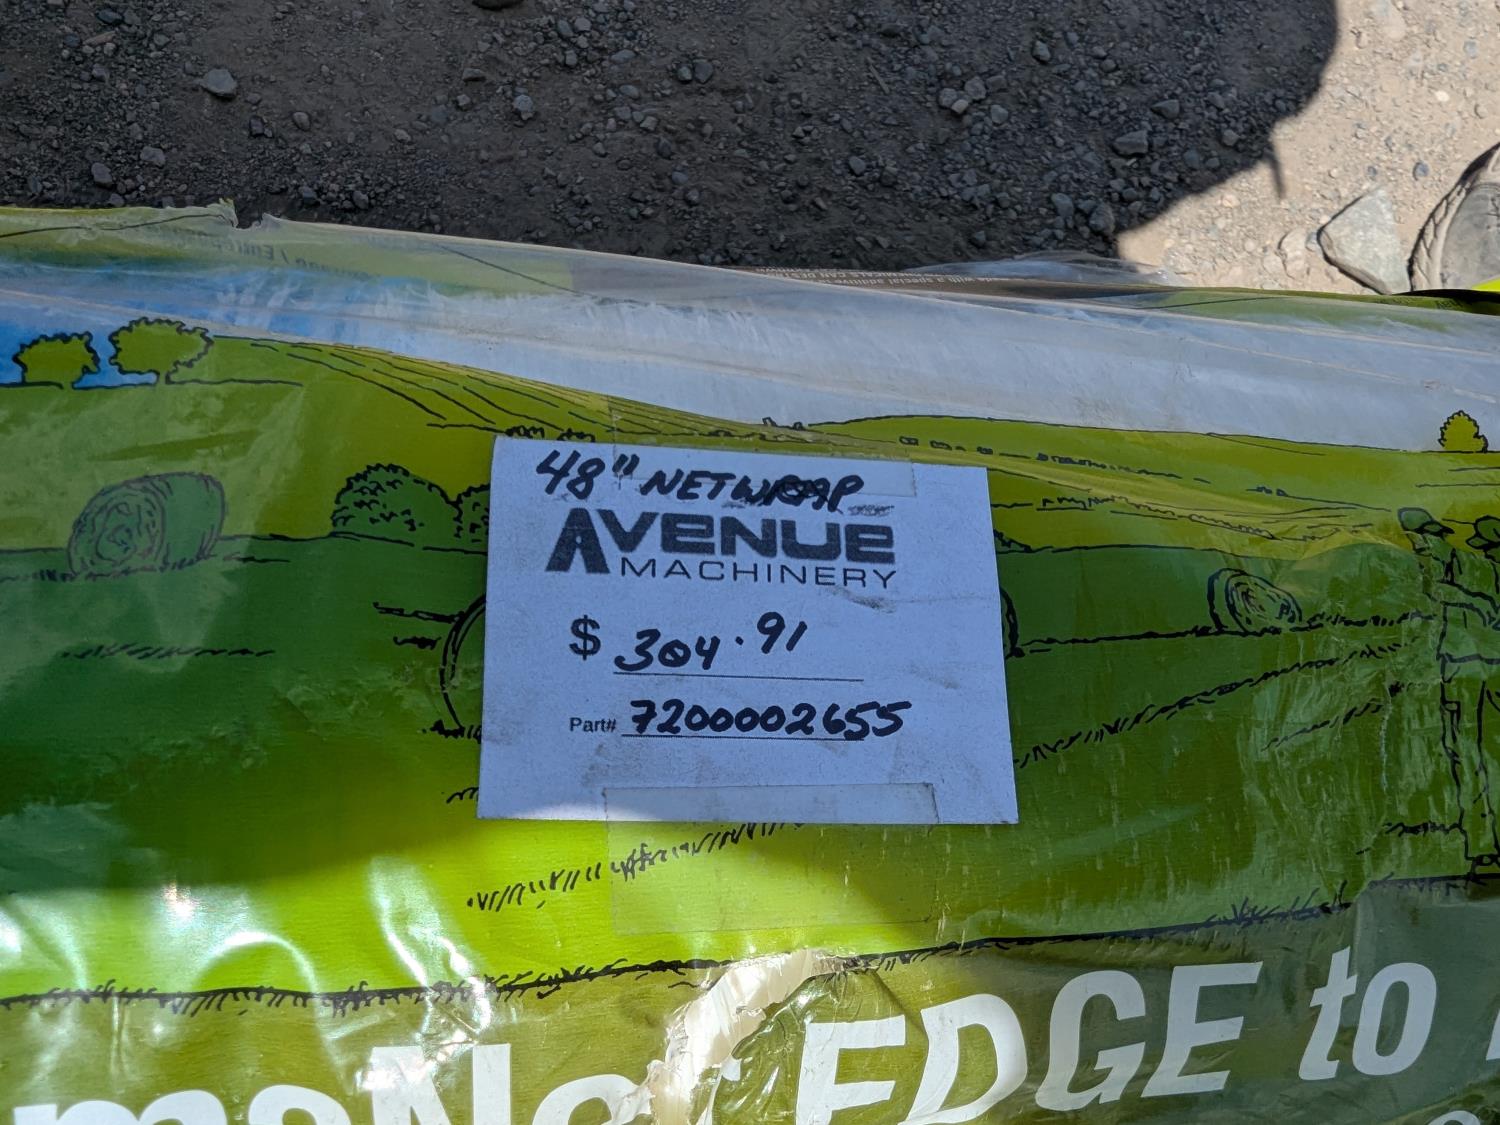 48" NETWRAP
AVENUE
MACHINERY
$ 304.91
Part# 7200002655
EDGE to